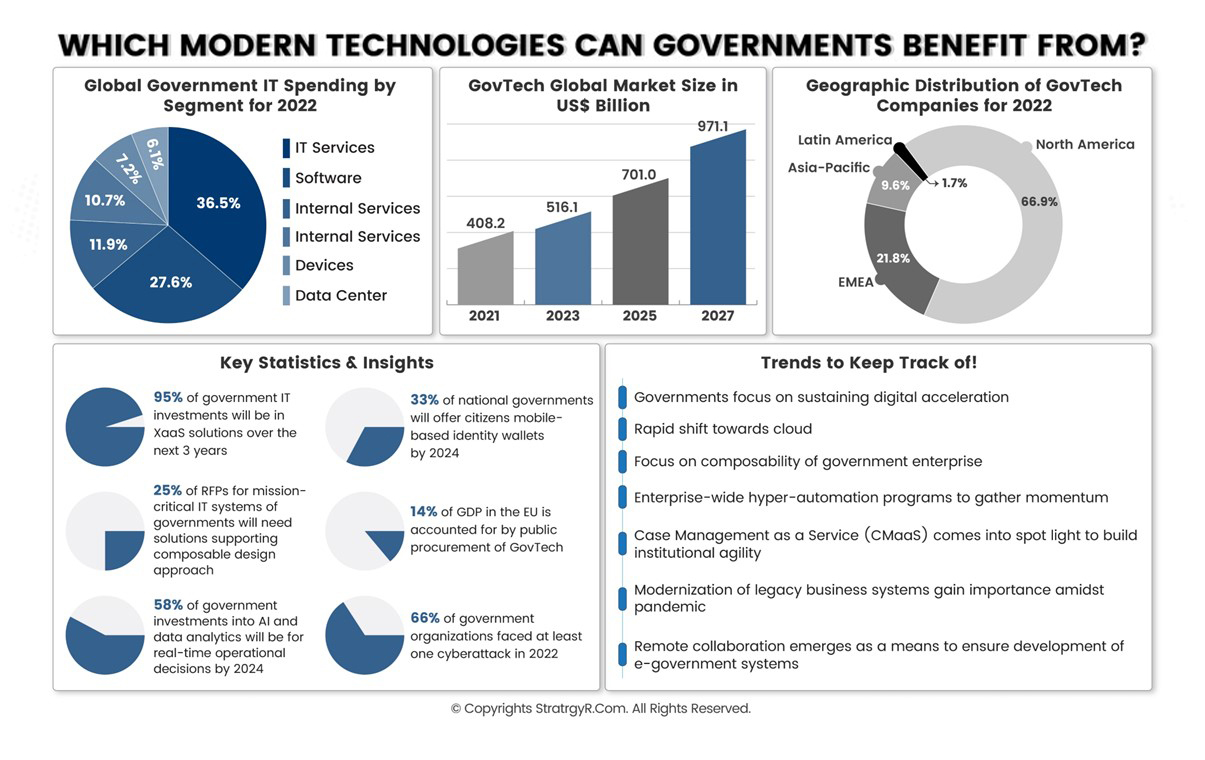 WHICH MODERN TECHNOLOGIES CAN GOVERNMENTS BENEFIT FROM?
Global Government IT Spending by
Segment for 2022
6.1%
7.2%
10.7%
36.5%
11.9%
27.6%
IT Services
Software
Internal Services
Internal Services
Devices
Data Center
GovTech Global Market Size in
US$ Billion
408.2
516.1
701.0
971.1
2021
2023
2025
2027
Geographic Distribution of GovTech
Companies for 2022
Latin America
North America
Asia-Pacific
9.6%
1.7%
66.9%
21.8%
EMEA
Key Statistics & Insights
95% of government IT
investments will be in
XaaS solutions over the
next 3 years
33% of national governments
will offer citizens mobile-
based identity wallets
by 2024
25% of RFPs for mission-
critical IT systems of
governments will need
solutions supporting
composable design
approach
14% of GDP in the EU is
accounted for by public
procurement of GovTech
58% of government
investments into AI and
data analytics will be for
real-time operational
decisions by 2024
66% of government
organizations faced at least
one cyberattack in 2022
Trends to Keep Track of!
Governments focus on sustaining digital acceleration
Rapid shift towards cloud
Focus on composability of government enterprise
Enterprise-wide hyper-automation programs to gather momentum
Case Management as a Service (CMaaS) comes into spot light to build
institutional agility
Modernization of legacy business systems gain importance amidst
pandemic
Remote collaboration emerges as a means to ensure development of
e-government systems
© Copyrights StratrgyR.Com. All Rights Reserved.